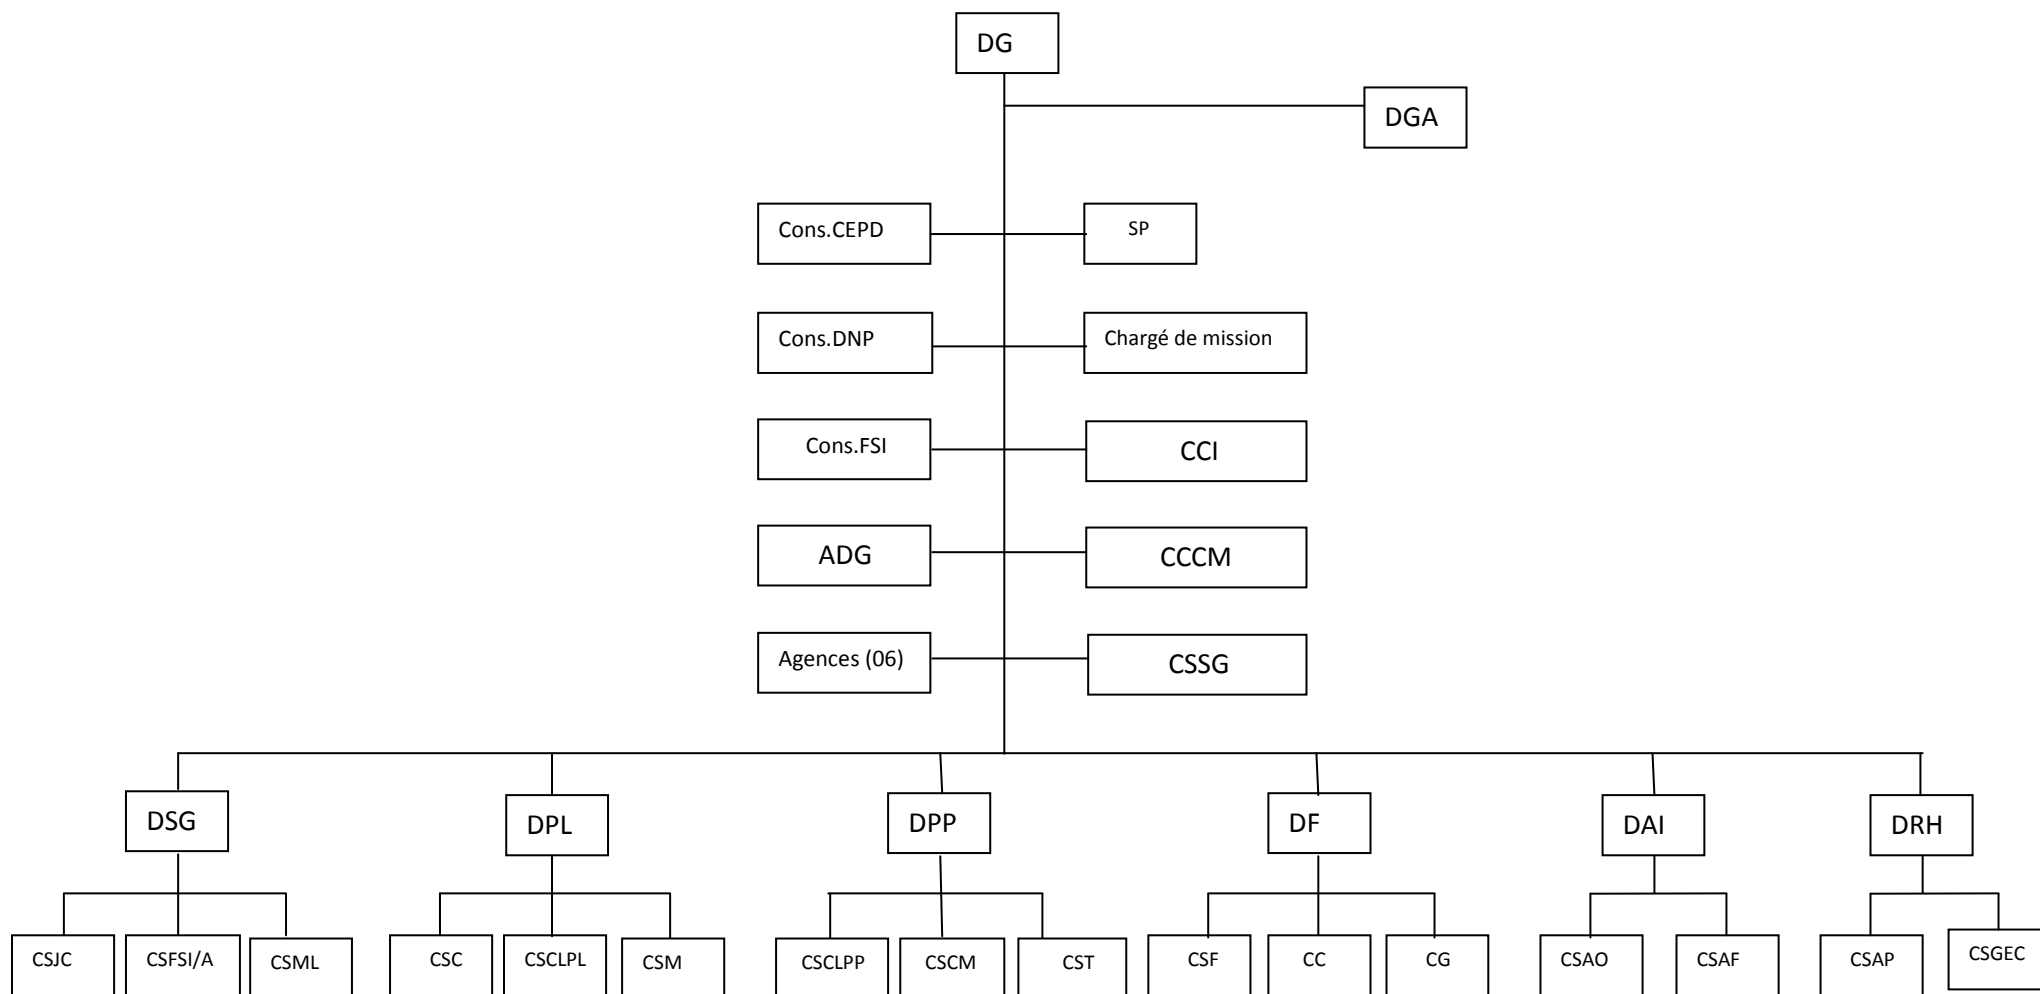 DG
DGA
Cons.CEPD
SP
Cons.DNP
Chargé de mission
Cons.FSI
CCI
ADG
CCCM
Agences (06)
CSSG
DSG
DPL
DPP
DF
DAI
DRH
CSJC
CSFSI/A
CSML
CSC
CSCLPL
CSM
CSCLPP
CSCM
CST
CSF
CC
CG
CSAO
CSAF
CSAP
CSGEC